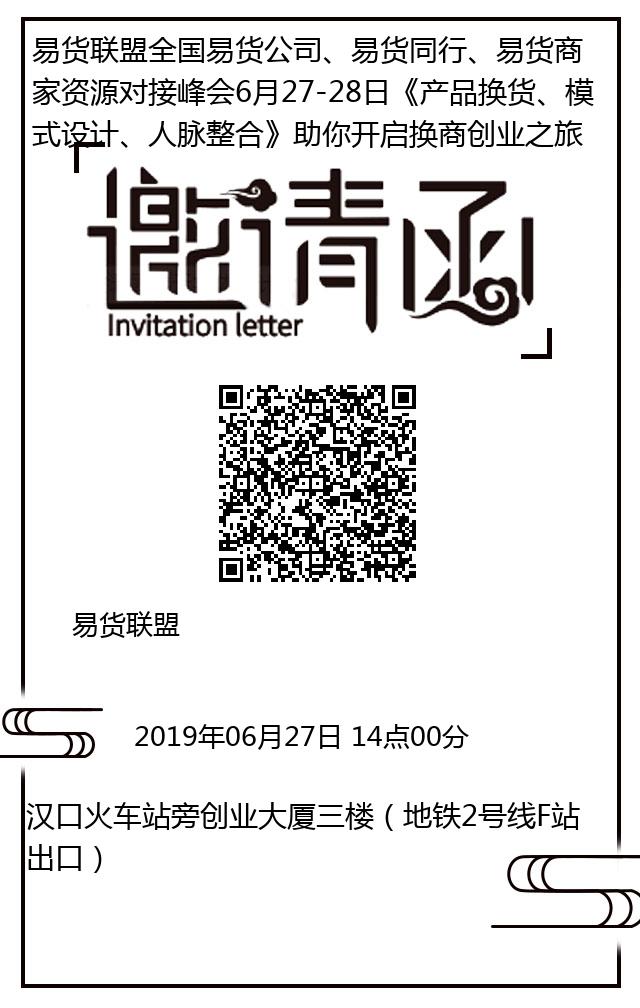 易货联盟全国易货公司、易货同行、易货商
家资源对接峰会6月27-28日《产品换货、模
式设计、人脉整合》助你开启换商创业之旅
邀请函
Invitation letter
易货联盟
2019年06月27日 14点00分
汉口火车站旁创业大厦三楼（地铁2号线F站
出口）